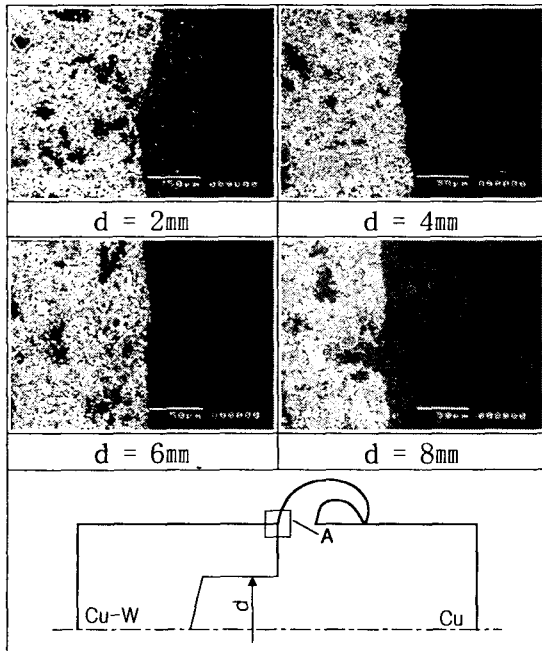 d = 2mm
d = 4mm
d = 6mm
d = 8mm
A
Cu-W
d
Cu